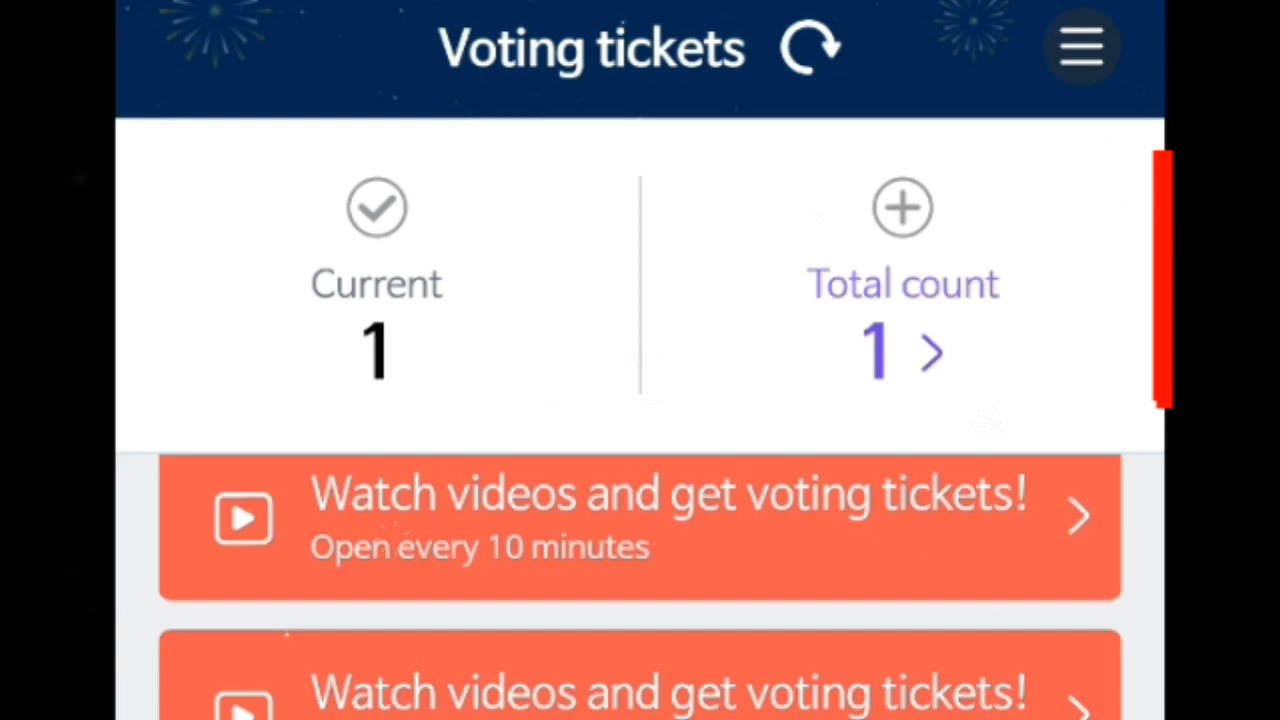 Voting tickets
Current
Total count
1
1
Watch videos and get voting tickets!
Open every 10 minutes
Watch videos and get voting tickets!